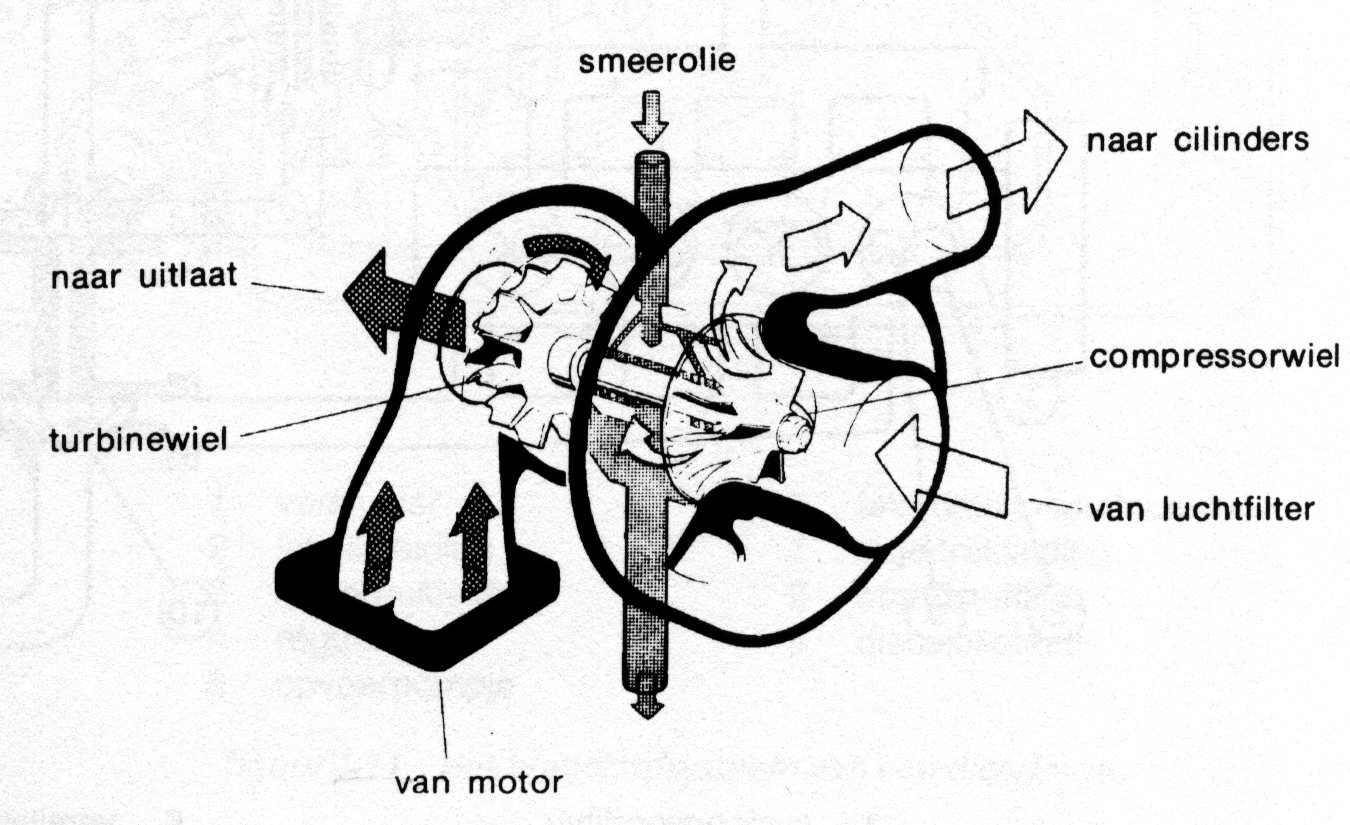 smeerolie
naar cilinders
naar uitlaat
compressorwiel
turbinewiel
van luchtfilter
van motor